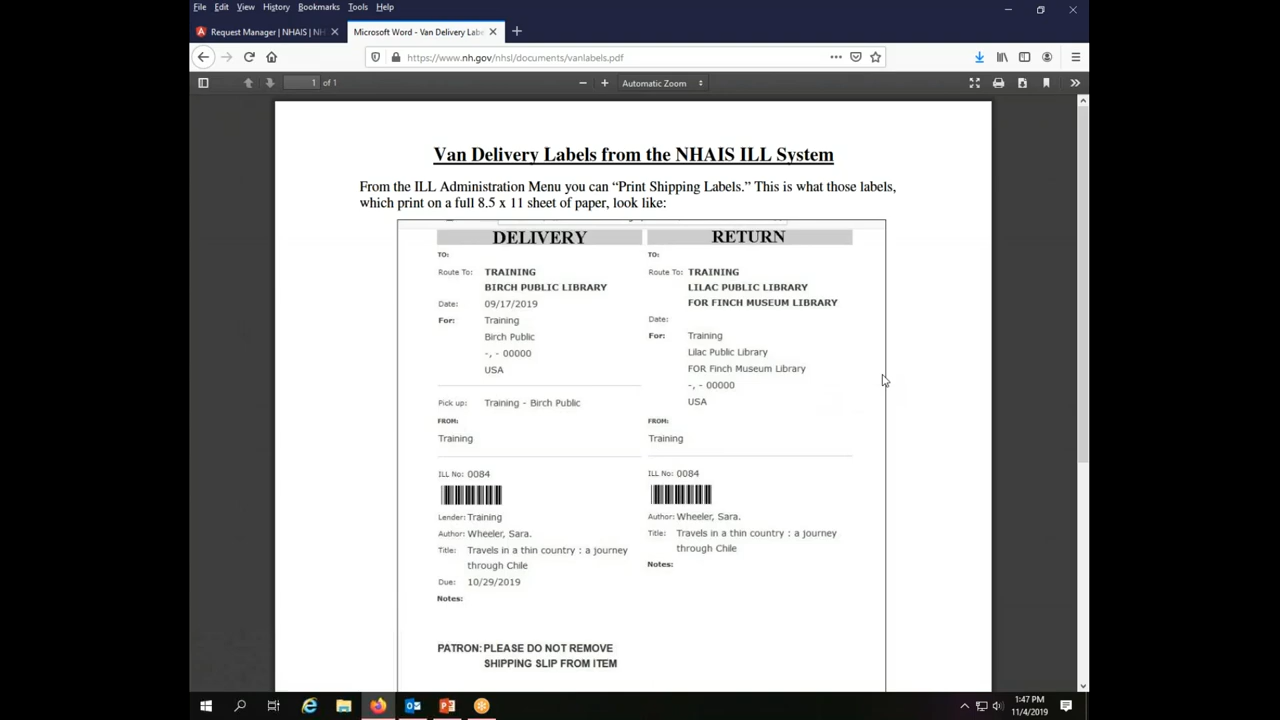 File Edit View History Bookmarks Tools Help
Request Manager | NHAIS | NH
Microsoft Word - Van Delivery Labe
https://www.nh.gov/nhsl/documents/vanlabels.pdf
1 of 1
Automatic Zoom
Van Delivery Labels from the NHAIS ILL System
From the ILL Administration Menu you can “Print Shipping Labels.” This is what those labels,
which print on a full 8.5 x 11 sheet of paper, look like:
DELIVERY
TO:
Route To: TRAINING
BIRCH PUBLIC LIBRARY
Date: 09/17/2019
For: Training
Birch Public
-, - 00000
USA
Pick up: Training - Birch Public
FROM:
Training
ILL No: 0084
Lender: Training
Author: Wheeler, Sara.
Title: Travels in a thin country : a journey
through Chile
Due: 10/29/2019
Notes:
PATRON: PLEASE DO NOT REMOVE
SHIPPING SLIP FROM ITEM
RETURN
TO:
Route To: TRAINING
LILAC PUBLIC LIBRARY
FOR FINCH MUSEUM LIBRARY
Date:
For: Training
Lilac Public Library
FOR Finch Museum Library
-, - 00000
USA
FROM:
Training
ILL No: 0084
Author: Wheeler, Sara.
Title: Travels in a thin country : a journey
through Chile
Notes:
1:47 PM
11/4/2019